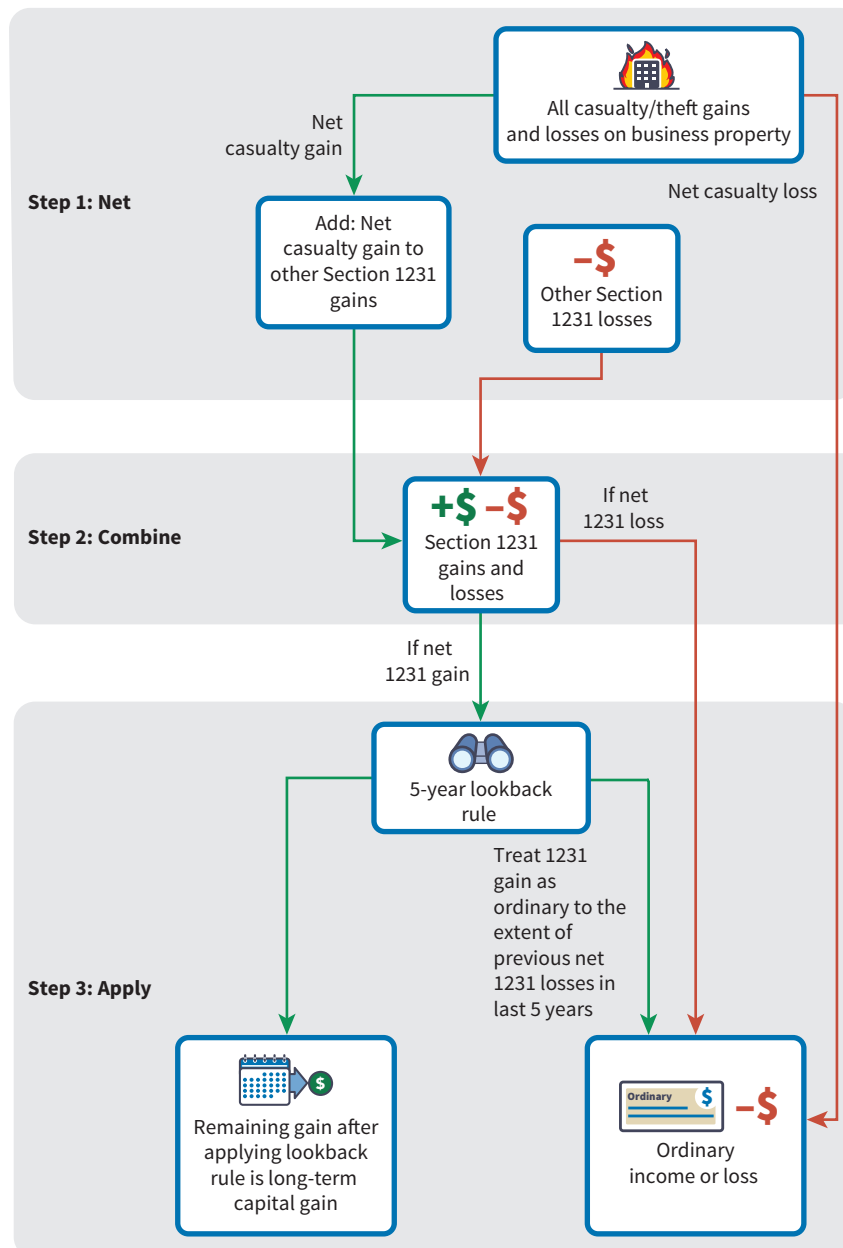 All casualty/theft gains
and losses on business property
Net
casualty gain
Net casualty loss
Step 1: Net
Add: Net
casualty gain to
other Section 1231
gains
–$
Other Section
1231 losses
Step 2: Combine
+$ –$
Section 1231
gains and
losses
If net
1231 loss
If net
1231 gain
5-year lookback
rule
Treat 1231
gain as
ordinary to the
extent of
previous net
1231 losses in
last 5 years
Step 3: Apply
$
Remaining gain after
applying lookback
rule is long-term
capital gain
Ordinary $ –$
Ordinary
income or loss